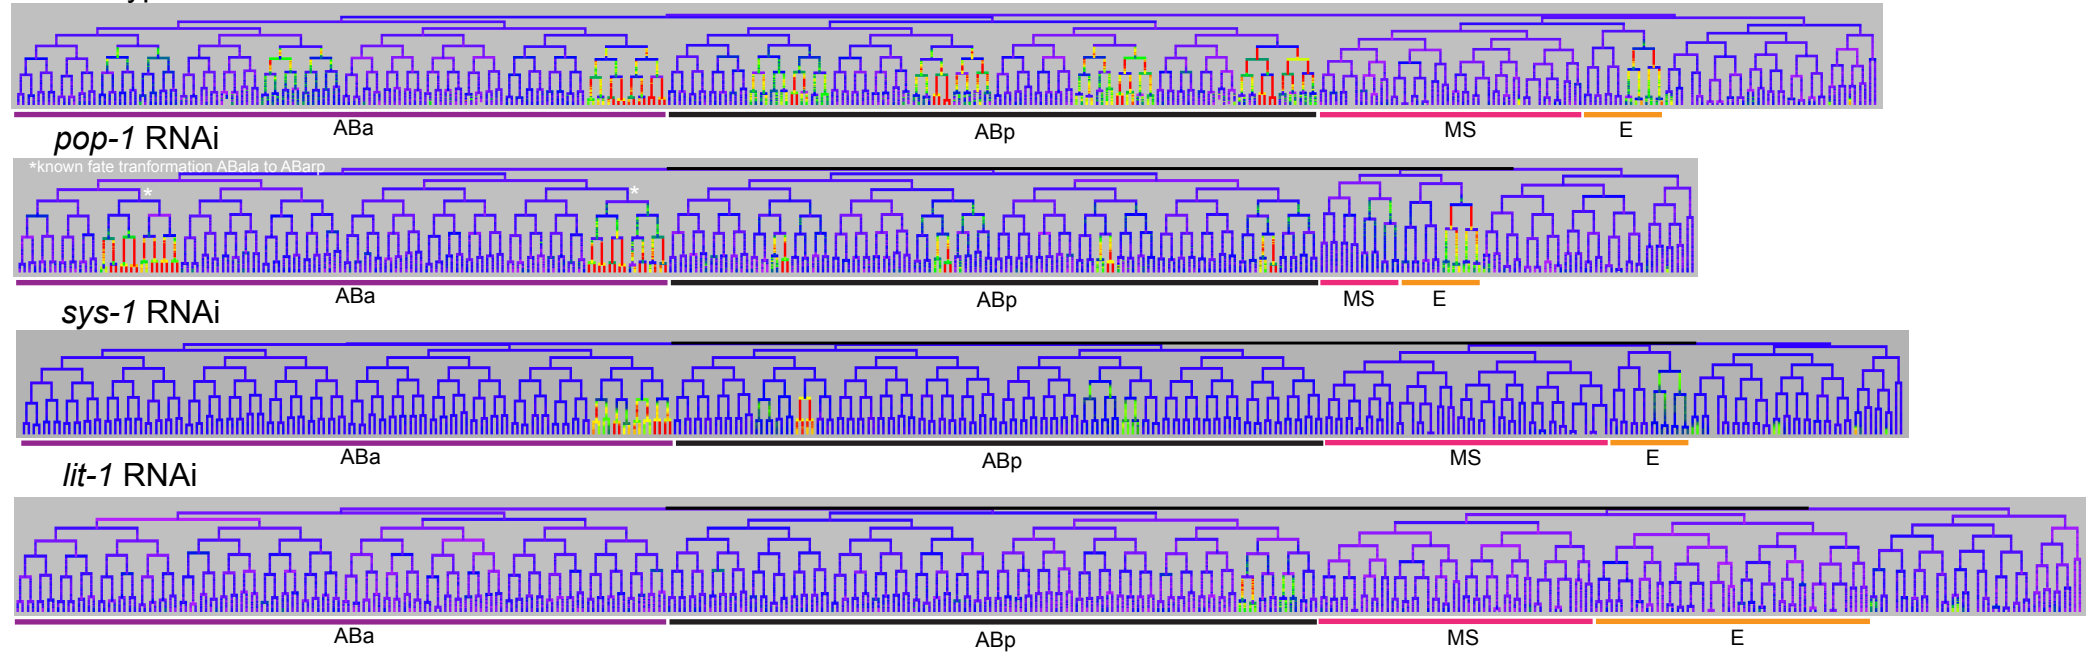 ABa ABp MS E
pop-1 RNAi
*known fate tranformation ABala to ABarp
* *
ABa ABp MS E
sys-1 RNAi
ABa ABp MS E
lit-1 RNAi
ABa ABp MS E